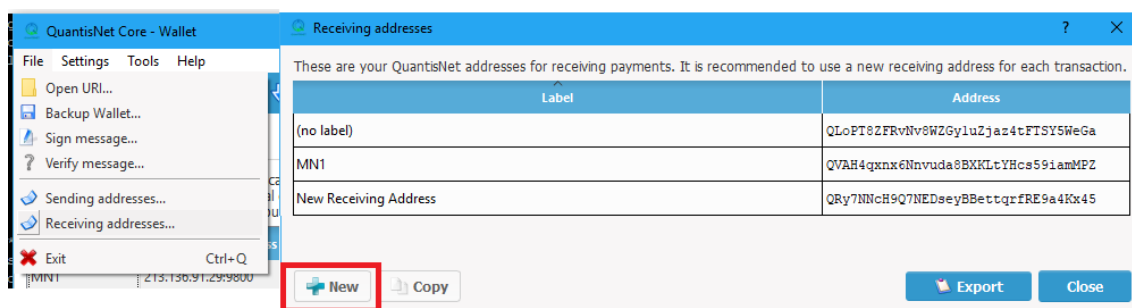 QuantisNet Core - Wallet
File Settings Tools Help
Open URI...
Backup Wallet...
Sign message...
Verify message...
Sending addresses...
Receiving addresses...
Exit Ctrl+Q
MN1 213.136.91.29:9800
Receiving addresses ? ×
These are your QuantisNet addresses for receiving payments. It is recommended to use a new receiving address for each transaction.
Label Address
(no label) QLoPT8ZFRvNv8WZGy1uZjaz4tFTSY5WeGa
MN1 QVAH4qxnx6Nnvuda8BXKLtYHcs59iamMPZ
New Receiving Address QRy7NNcH9Q7NEDseyBBettqrfRE9a4Kx45
New Copy Export Close